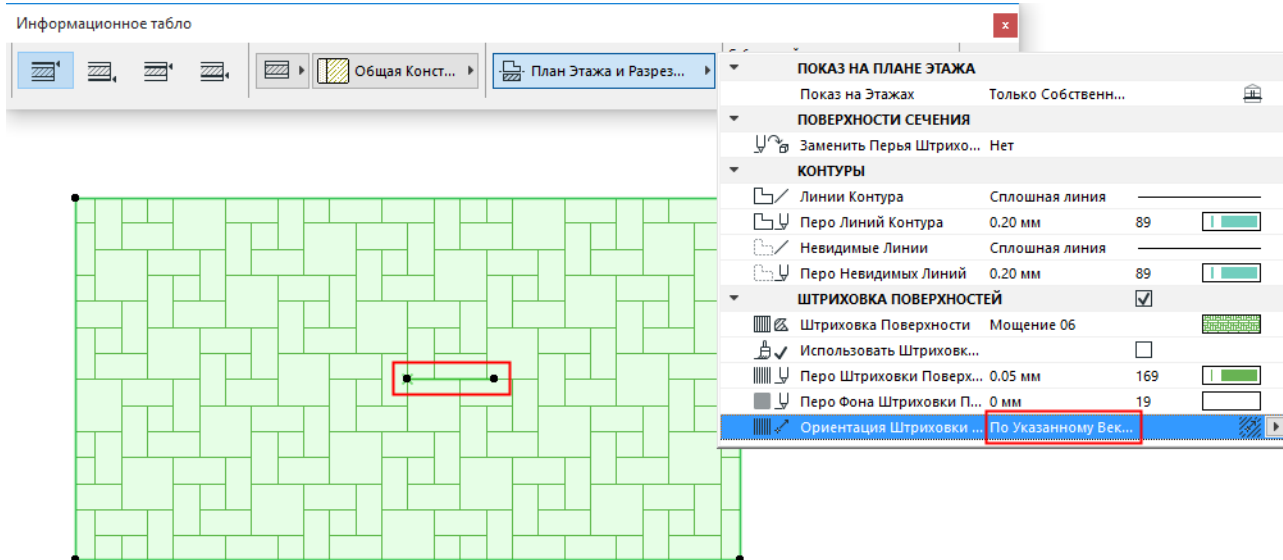 Информационное табло
x
Общая Конст...
План Этажа и Разрез...
ПОКАЗ НА ПЛАНЕ ЭТАЖА
Показ на Этажах Только Собственн...
ПОВЕРХНОСТИ СЕЧЕНИЯ
Заменить Перья Штрихо... Нет
КОНТУРЫ
Линии Контура Сплошная линия
Перо Линий Контура 0.20 мм 89
Невидимые Линии Сплошная линия
Перо Невидимых Линий 0.20 мм 89
ШТРИХОВКА ПОВЕРХНОСТЕЙ
Штриховка Поверхности Мощение 06
Использовать Штриховк...
Перо Штриховки Поверх... 0.05 мм 169
Перо Фона Штриховки П... 0 мм 19
Ориентация Штриховки ... По Указанному Век...